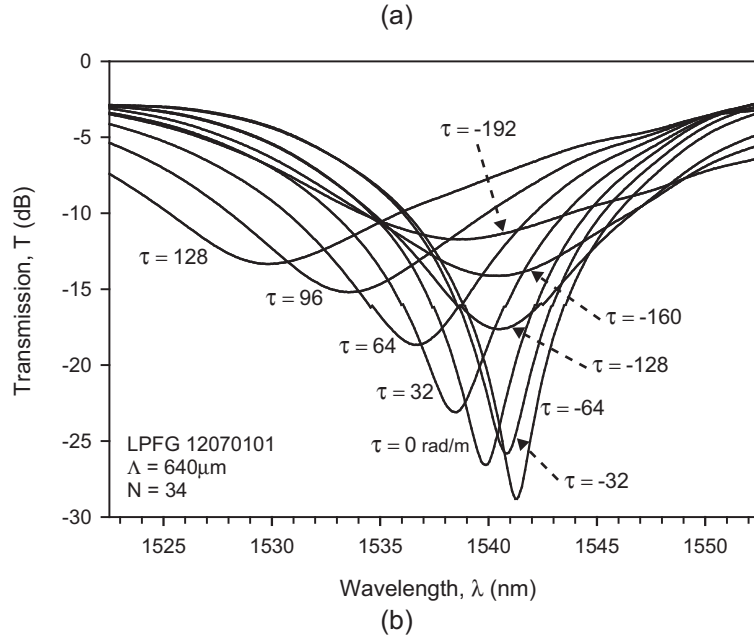 (a)
0
-5
-10
-15
-20
-25
-30
Transmission, T (dB)
τ = -192
τ = 128
τ = 96
τ = -160
τ = 64
τ = -128
τ = 32
τ = -64
τ = 0 rad/m
τ = -32
LPFG 12070101
Λ = 640μm
N = 34
1525 1530 1535 1540 1545 1550
Wavelength, λ (nm)
(b)